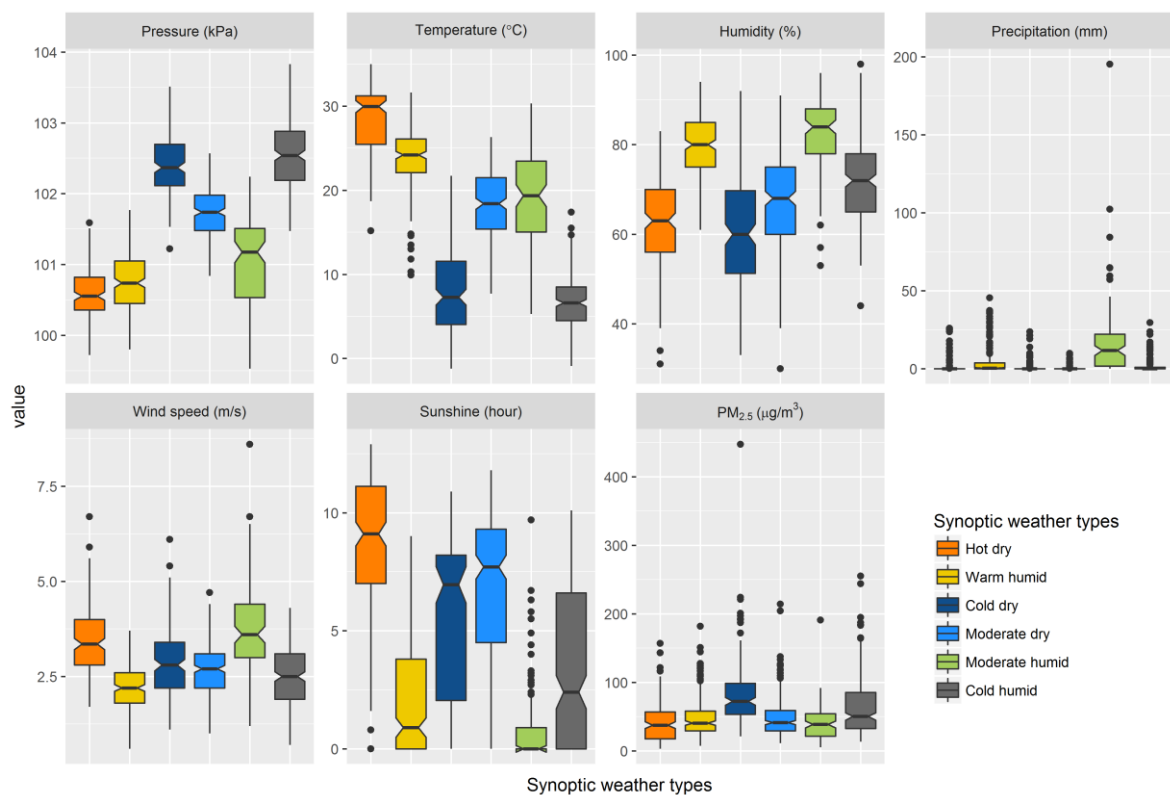 Pressure (kPa)
Temperature (°C)
Humidity (%)
Precipitation (mm)
104
103
102
101
100
30
20
10
0
100
80
60
40
200
150
100
50
0
value
Wind speed (m/s)
Sunshine (hour)
PM2.5 (μg/m³)
7.5
5.0
2.5
10
5
0
400
300
200
100
0
Synoptic weather types
Hot dry
Warm humid
Cold dry
Moderate dry
Moderate humid
Cold humid
Synoptic weather types